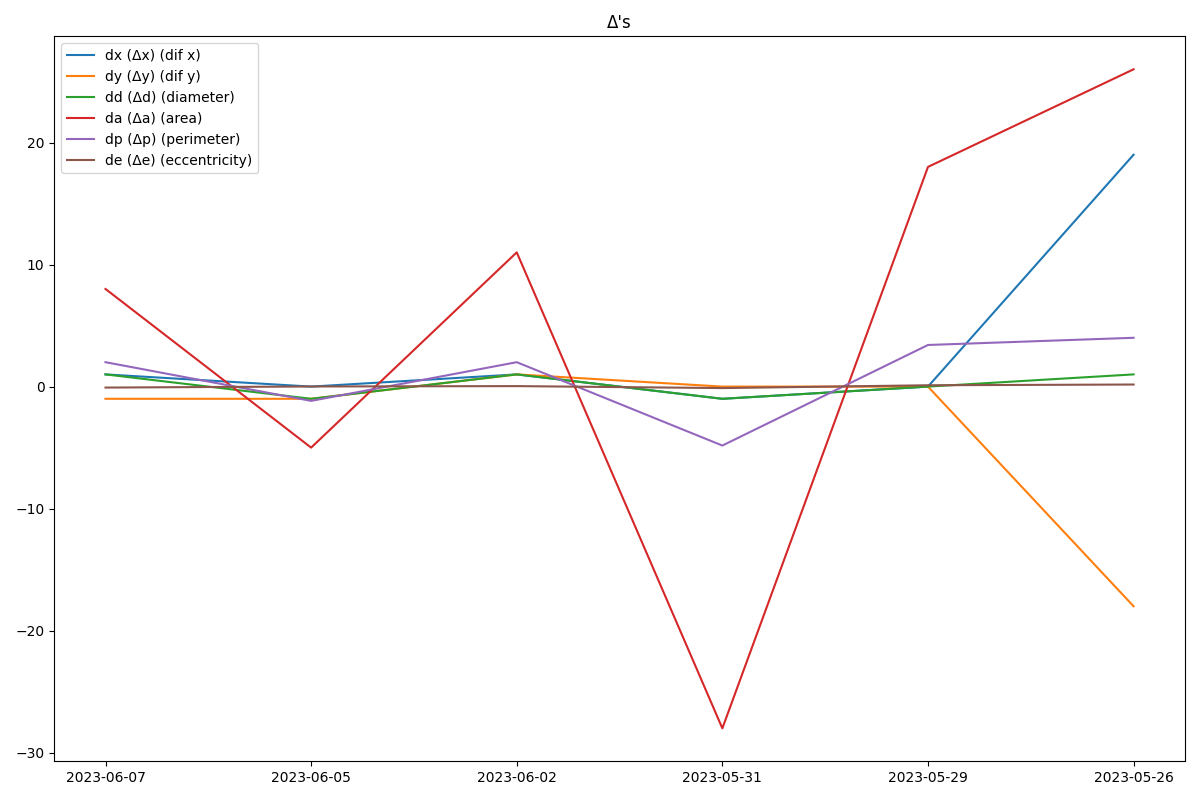 Δ's
dx (Δx) (dif x)
dy (Δy) (dif y)
dd (Δd) (diameter)
da (Δa) (area)
dp (Δp) (perimeter)
de (Δe) (eccentricity)
20
10
0
−10
−20
−30
2023-06-07 2023-06-05 2023-06-02 2023-05-31 2023-05-29 2023-05-26